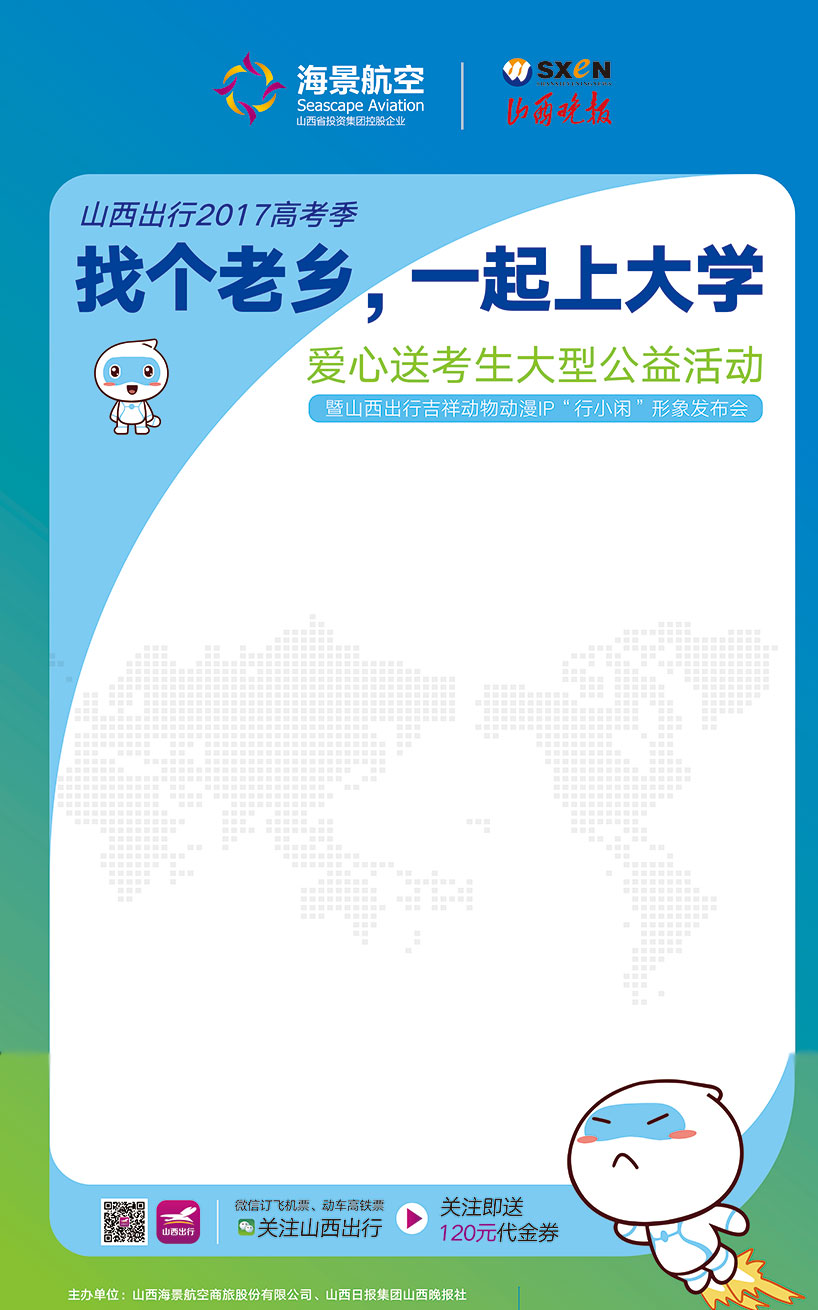 海景航空
Seascape Aviation
山西省投资集团控股企业
SXEN
山西晚报
山西出行2017高考季
找个老乡，一起上大学
爱心送考生大型公益活动
暨山西出行吉祥动物动漫IP“行小闲”形象发布会
山西出行
微信订飞机票、动车高铁票
关注山西出行
关注即送
120元代金券
主办单位：山西海景航空商旅股份有限公司、山西日报集团山西晚报社